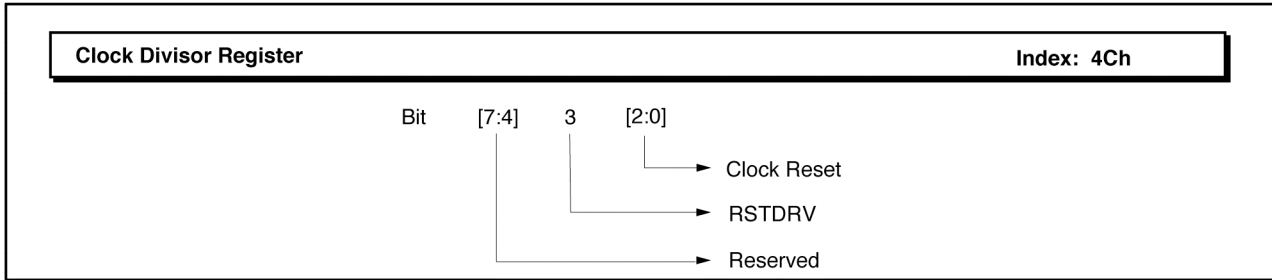 Clock Divisor Register Index: 4Ch
Bit [7:4] 3 [2:0]
Clock Reset
RSTDRV
Reserved